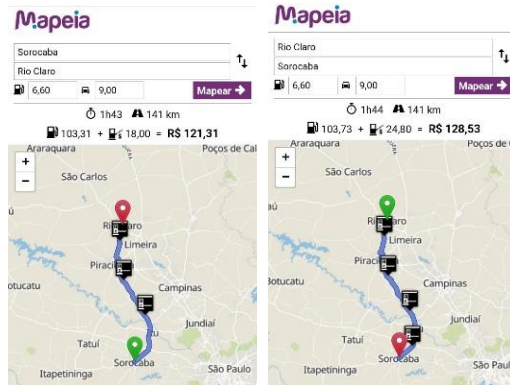 Mapeia
Sorocaba
Rio Claro
6,60 9,00 Mapear
1h43 141 km
103,31 + 18,00 = R$ 121,31
Araraquara
Poços de Cal
São Carlos
Limeira
Piraci
otucatu
Campinas
Jundiaí
Tatuí
Sorocaba
Itapetininga
São Paulo
Mapeia
Rio Claro
Sorocaba
6,60 9,00 Mapear
1h44 141 km
103,73 + 24,80 = R$ 128,53
Araraquara
Poços de Cal
São Carlos
Limeira
Piraci
Botucatu
Campinas
Jundiaí
Tatuí
Sorocaba
Itapetininga
São Paulo